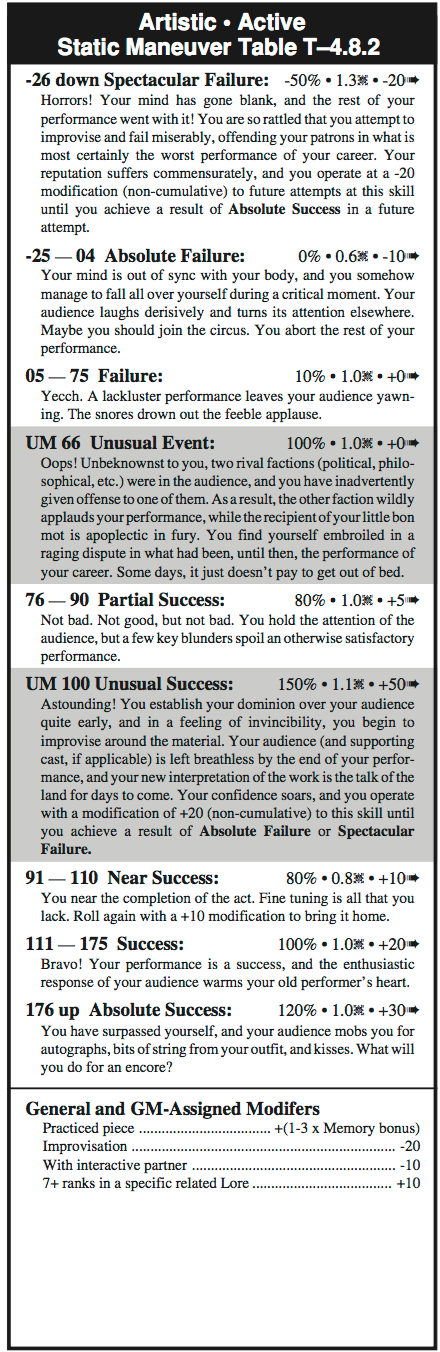 Artistic • Active
Static Maneuver Table T–4.8.2
-26 down Spectacular Failure: -50% • 1.3※ • -20➠
Horrors! Your mind has gone blank, and the rest of your
performance went with it! You are so rattled that you attempt to
improvise and fail miserably, offending your patrons in what is
most certainly the worst performance of your career. Your
reputation suffers commensurately, and you operate at a -20
modification (non-cumulative) to future attempts at this skill
until you achieve a result of Absolute Success in a future
attempt.
-25 — 04 Absolute Failure: 0% • 0.6※ • -10➠
Your mind is out of sync with your body, and you somehow
manage to fall all over yourself during a critical moment. Your
audience laughs derisively and turns its attention elsewhere.
Maybe you should join the circus. You abort the rest of your
performance.
05 — 75 Failure: 10% • 1.0※ • +0➠
Yecch. A lackluster performance leaves your audience yawn-
ing. The snores drown out the feeble applause.
UM 66 Unusual Event: 100% • 1.0※ • +0➠
Oops! Unbeknownst to you, two rival factions (political, philo-
sophical, etc.) were in the audience, and you have inadvertently
given offense to one of them. As a result, the other faction wildly
applauds your performance, while the recipient of your little bon
mot is apoplectic in fury. You find yourself embroiled in a
raging dispute in what had been, until then, the performance of
your career. Some days, it just doesn't pay to get out of bed.
76 — 90 Partial Success: 80% • 1.0※ • +5➠
Not bad. Not good, but not bad. You hold the attention of the
audience, but a few key blunders spoil an otherwise satisfactory
performance.
UM 100 Unusual Success: 150% • 1.1※ • +50➠
Astounding! You establish your dominion over your audience
quite early, and in a feeling of invincibility, you begin to
improvise around the material. Your audience (and supporting
cast, if applicable) is left breathless by the end of your perfor-
mance, and your new interpretation of the work is the talk of the
land for days to come. Your confidence soars, and you operate
with a modification of +20 (non-cumulative) to this skill until
you achieve a result of Absolute Failure or Spectacular
Failure.
91 — 110 Near Success: 80% • 0.8※ • +10➠
You near the completion of the act. Fine tuning is all that you
lack. Roll again with a +10 modification to bring it home.
111 — 175 Success: 100% • 1.0※ • +20➠
Bravo! Your performance is a success, and the enthusiastic
response of your audience warms your old performer's heart.
176 up Absolute Success: 120% • 1.0※ • +30➠
You have surpassed yourself, and your audience mobs you for
autographs, bits of string from your outfit, and kisses. What will
you do for an encore?
General and GM-Assigned Modifers
Practiced piece .................................. +(1-3 x Memory bonus)
Improvisation ...................................................................... -20
With interactive partner ...................................................... -10
7+ ranks in a specific related Lore ..................................... +10